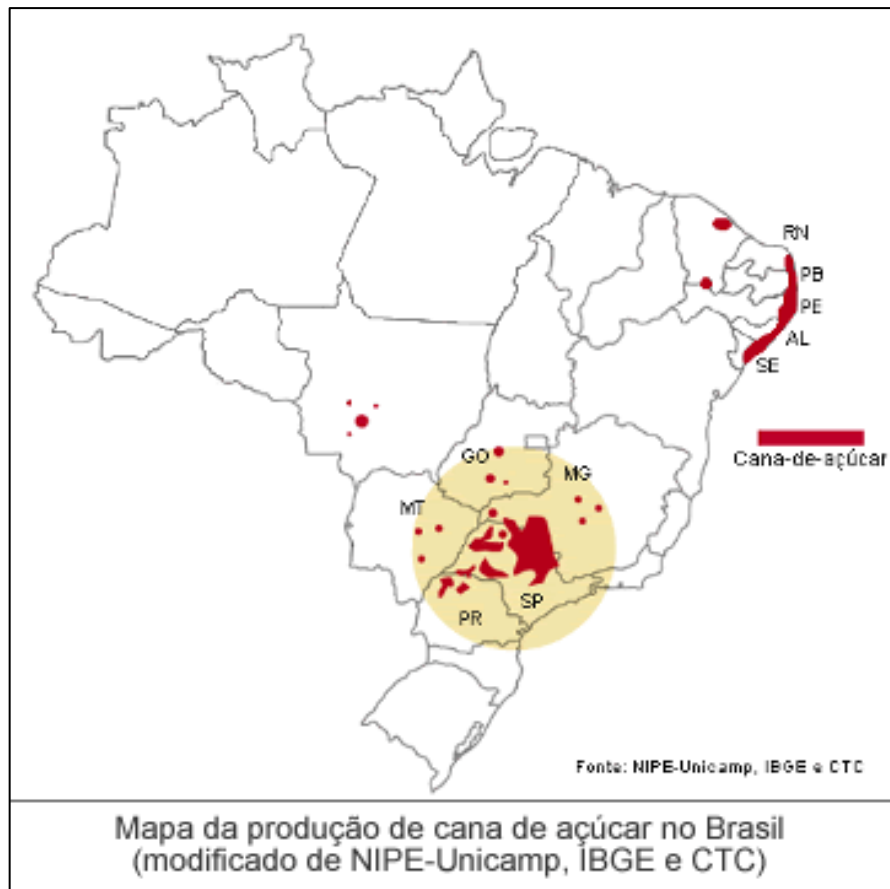 RN
PB
PE
AL
SE
Cana-de-açúcar
GO
MG
MT
SP
PR
Fonte: NIPE-Unicamp, IBGE e CTC
Mapa da produção de cana de açúcar no Brasil
(modificado de NIPE-Unicamp, IBGE e CTC)